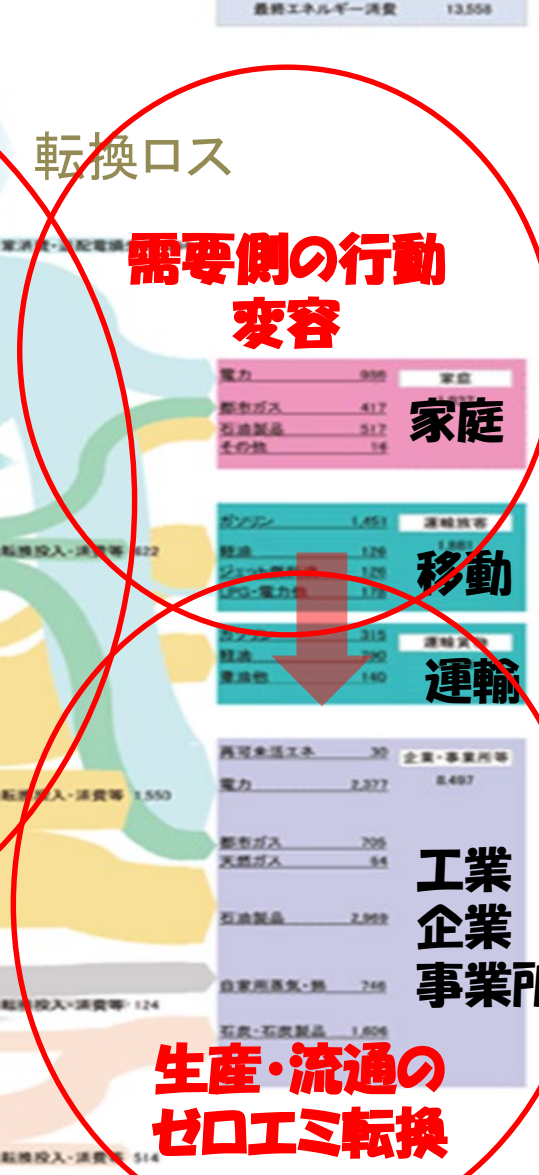 最終エネルギー消費 13,558
転換ロス
需要側の行動
変容
電力 986 家庭
都市ガス 417
家庭
石油製品 517
その他 14
ガソリン 1,451 運輸旅客
軽油 126
移動
LPG・電力他
315 運輸貨物
軽油
重油他 140
運輸
転換投入・消費等 622
再可未活エネ 30 企業・事業所等
電力 2,377 8,497
転換投入・消費等 1,553
都市ガス 705
天然ガス
工業
石油製品 2,969
企業
自家用蒸気・熱 746
事業所
転換投入・消費等 124
石炭・石炭製品 1,606
生産・流通の
ゼロエミ転換
転換投入・消費等 514